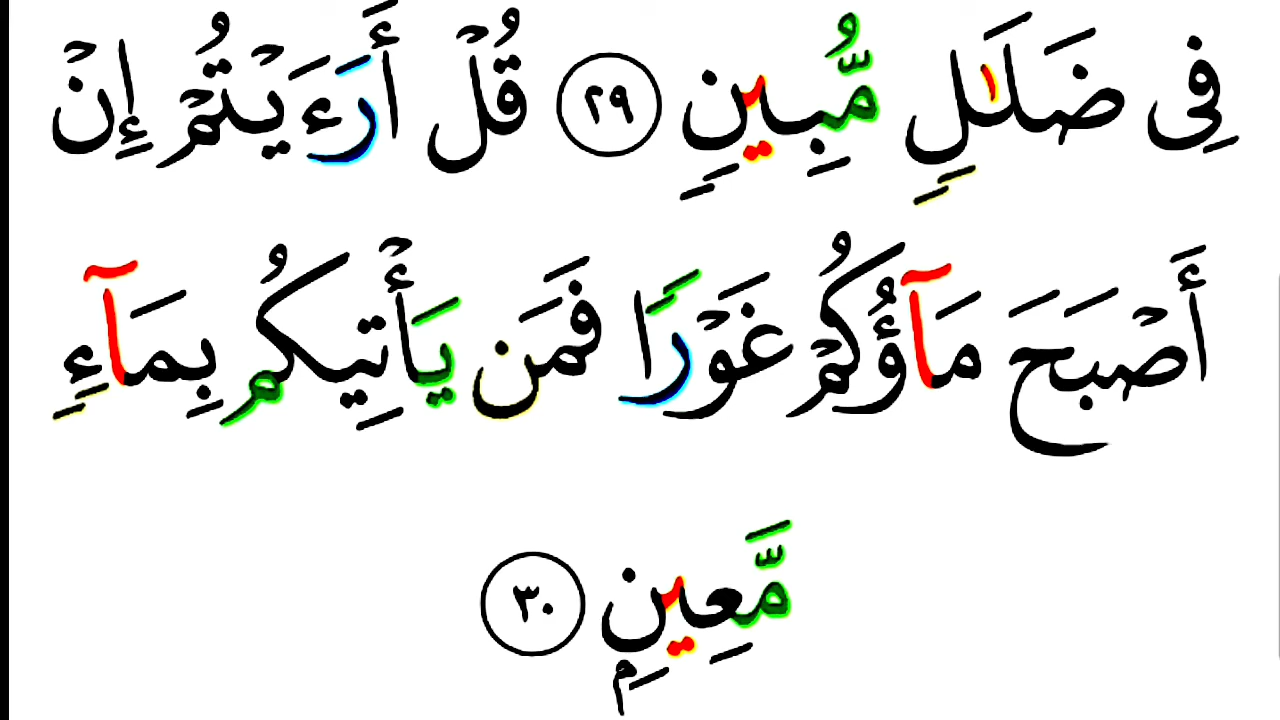 فِى ضَلَـٰلٍ مُّبِينٍ ٢٩ قُلۡ أَرَءَيۡتُمۡ إِنۡ
أَصۡبَحَ مَآؤُكُمۡ غَوۡرًا فَمَن يَأۡتِيكُم بِمَآءٍ
مَّعِينِۭ ٣٠